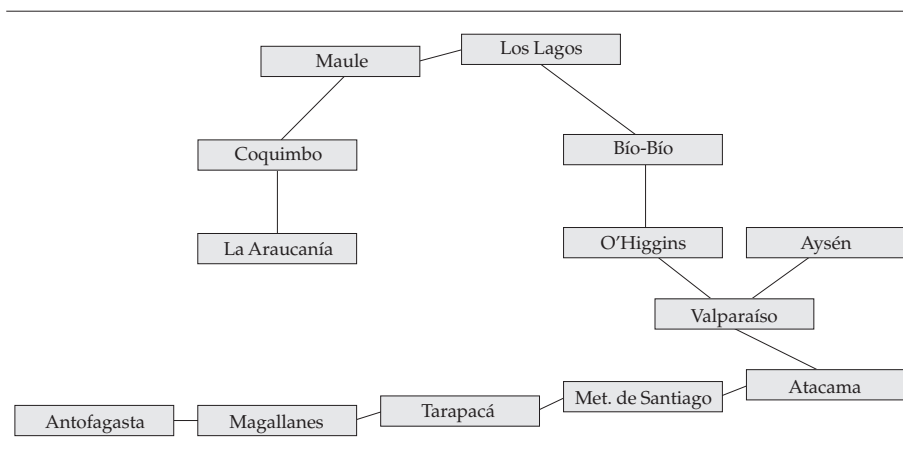 Los Lagos
Maule
Coquimbo
Bío-Bío
La Araucanía
O'Higgins
Aysén
Valparaíso
Atacama
Met. de Santiago
Tarapacá
Magallanes
Antofagasta